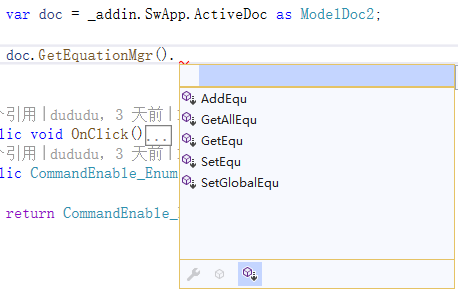 var doc = _addin.SwApp.ActiveDoc as ModelDoc2;
doc.GetEquationMgr().
AddEqu
GetAllEqu
GetEqu
SetEqu
SetGlobalEqu
个引用 | dududu, 3 天前 |
lic void OnClick()...
个引用 | dududu, 3 天前 |
lic CommandEnable_Enum
return CommandEnable_